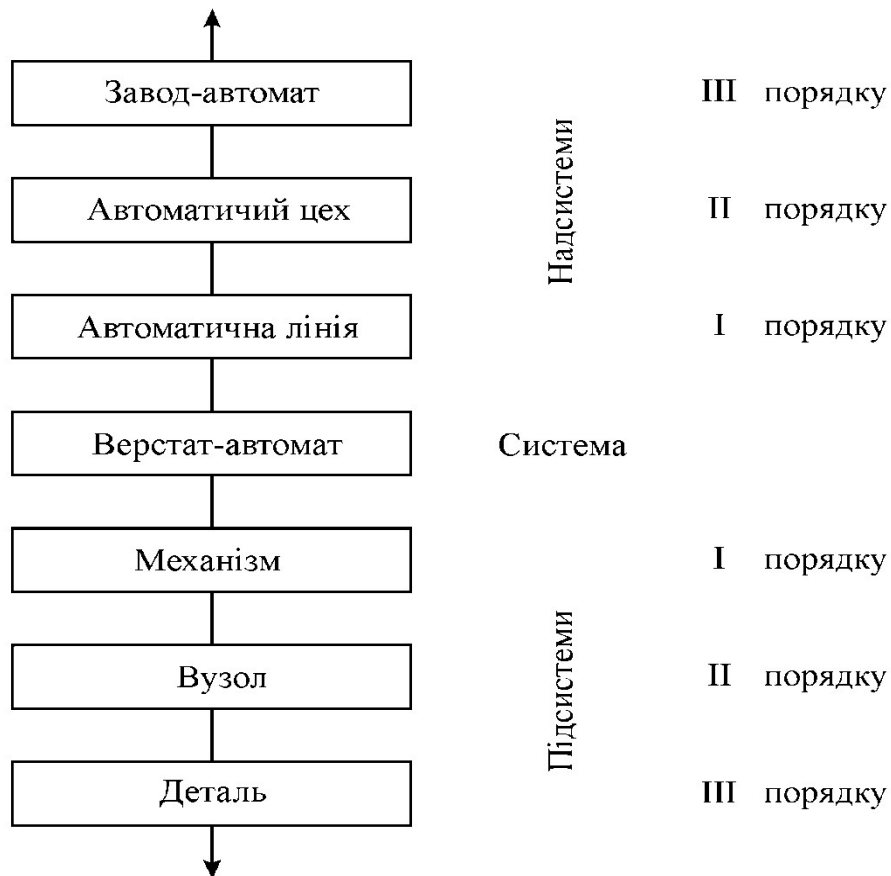 Завод-автомат III порядку
Автоматичий цех II порядку
Надсистеми
Автоматична лінія I порядку
Верстат-автомат Система
Механізм I порядку
Вузол II порядку
Підсистеми
Деталь III порядку